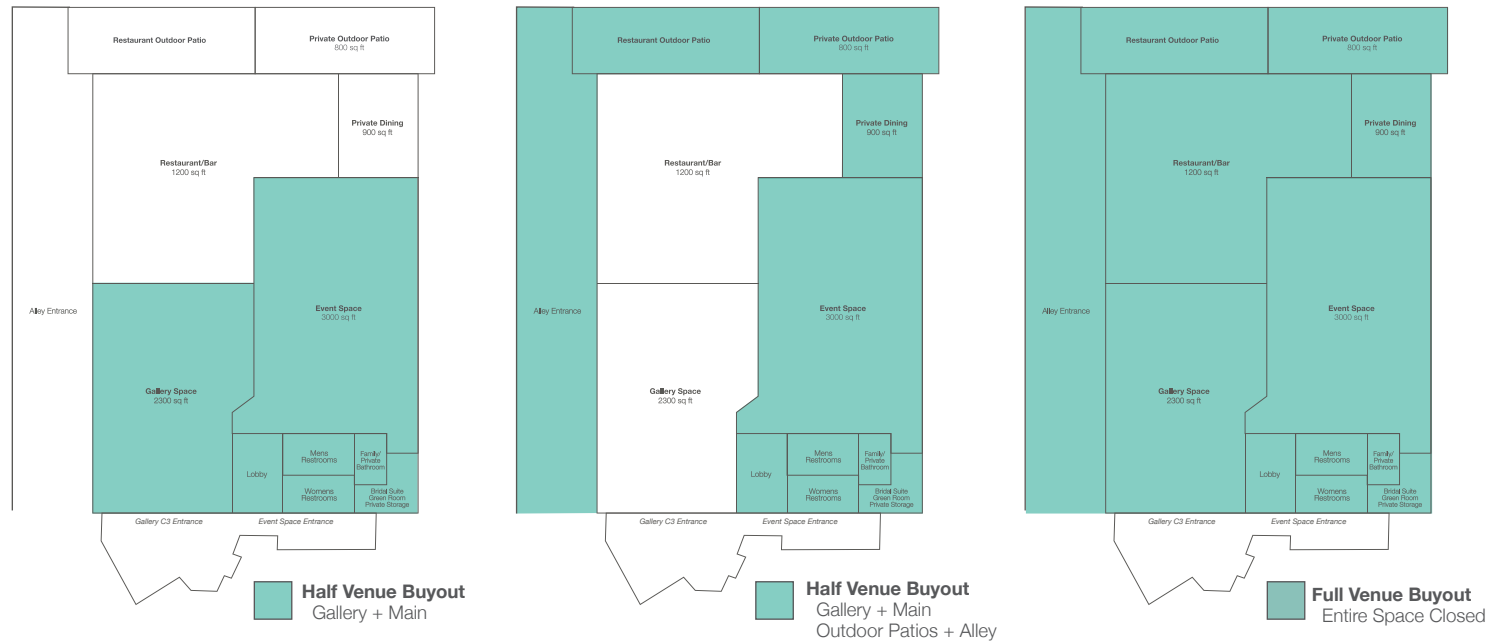 Restaurant Outdoor Patio
Private Outdoor Patio
800 sq ft
Private Dining
900 sq ft
Restaurant/Bar
1200 sq ft
Event Space
3000 sq ft
Alley Entrance
Gallery Space
2300 sq ft
Lobby
Mens
Restrooms
Family/
Private
Bathroom
Womens
Restrooms
Bridal Suite
Green Room
Private Storage
Gallery C3 Entrance
Event Space Entrance
Half Venue Buyout
Gallery + Main
Restaurant Outdoor Patio
Private Outdoor Patio
800 sq ft
Private Dining
900 sq ft
Restaurant/Bar
1200 sq ft
Event Space
3000 sq ft
Alley Entrance
Gallery Space
2300 sq ft
Lobby
Mens
Restrooms
Family/
Private
Bathroom
Womens
Restrooms
Bridal Suite
Green Room
Private Storage
Gallery C3 Entrance
Event Space Entrance
Half Venue Buyout
Gallery + Main
Outdoor Patios + Alley
Restaurant Outdoor Patio
Private Outdoor Patio
800 sq ft
Private Dining
900 sq ft
Restaurant/Bar
1200 sq ft
Event Space
3000 sq ft
Alley Entrance
Gallery Space
2300 sq ft
Lobby
Mens
Restrooms
Family/
Private
Bathroom
Womens
Restrooms
Bridal Suite
Green Room
Private Storage
Gallery C3 Entrance
Event Space Entrance
Full Venue Buyout
Entire Space Closed